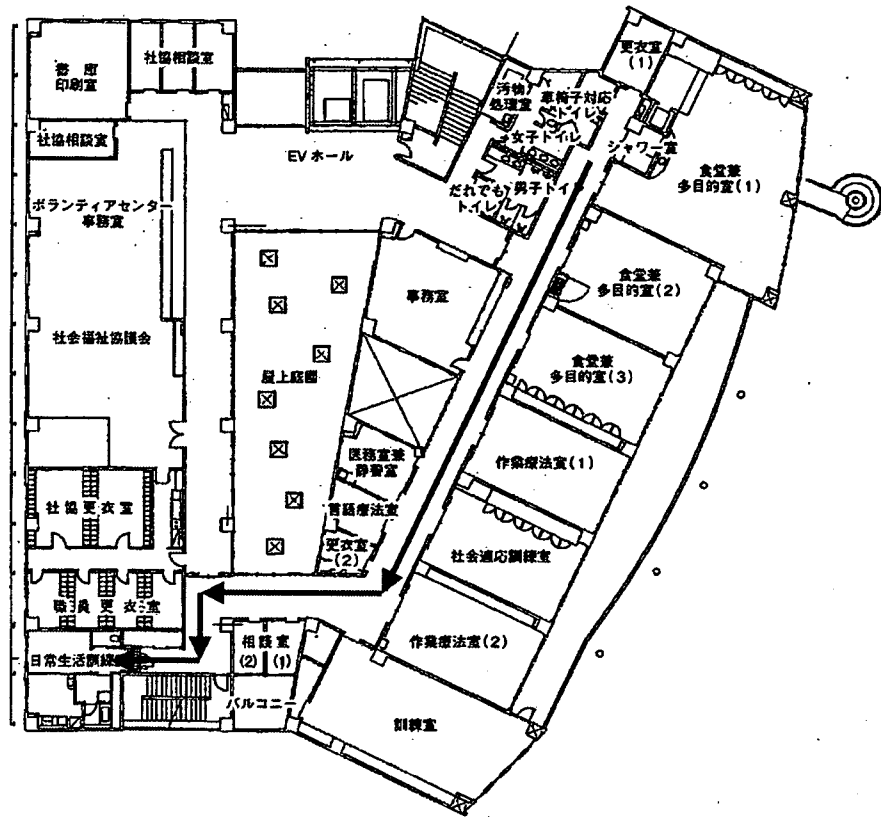 書庫
印刷室
社協相談室
社協相談室
ボランティアセンター
事務室
社会福祉協議会
社協更衣室
職員更衣室
日常生活訓練
EVホール
屋上庭園
汚物
処理室
車椅子対応
トイレ
女子トイレ
だれでも
トイレ
男子トイレ
更衣室
(1)
シャワー室
食堂兼
多目的室(1)
食堂兼
多目的室(2)
食堂兼
多目的室(3)
事務室
医務室兼
静養室
言語療法室
更衣室
(2)
作業療法室(1)
社会適応訓練室
作業療法室(2)
相談室
(2) (1)
バルコニー
訓練室